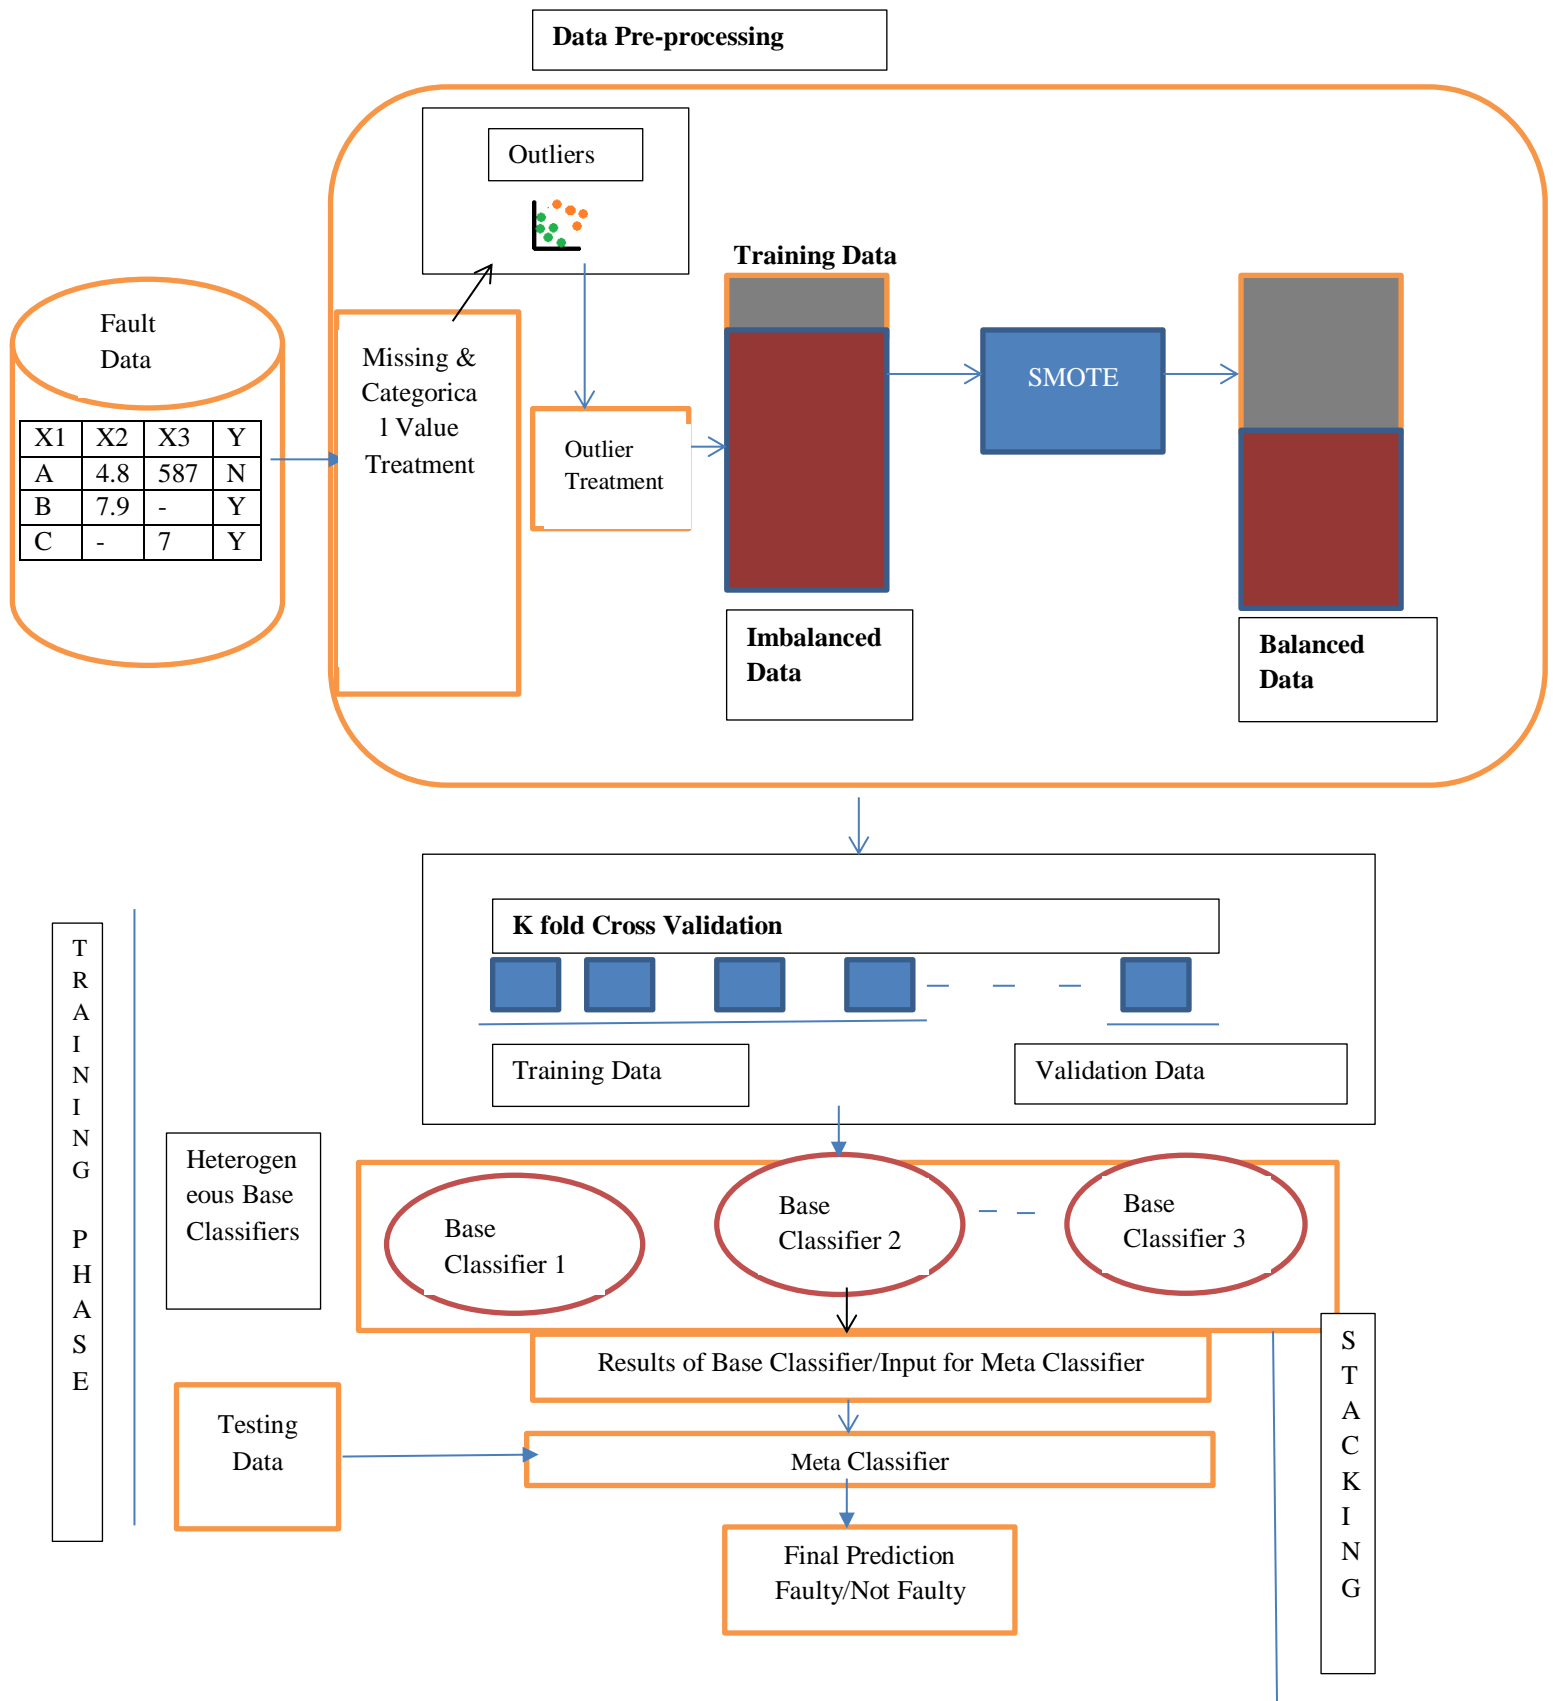 Data Pre-processing
Outliers
Training Data
Fault
Data
X1 X2 X3 Y
A 4.8 587 N
B 7.9 - Y
C - 7 Y
Missing &
Categorica
l Value
Treatment
Outlier
Treatment
SMOTE
Imbalanced
Data
Balanced
Data
K fold Cross Validation
Training Data
Validation Data
T
R
A
I
N
I
N
G
P
H
A
S
E
Heterogen
eous Base
Classifiers
Base
Classifier 1
Base
Classifier 2
Base
Classifier 3
Results of Base Classifier/Input for Meta Classifier
Testing
Data
Meta Classifier
Final Prediction
Faulty/Not Faulty
S
T
A
C
K
I
N
G